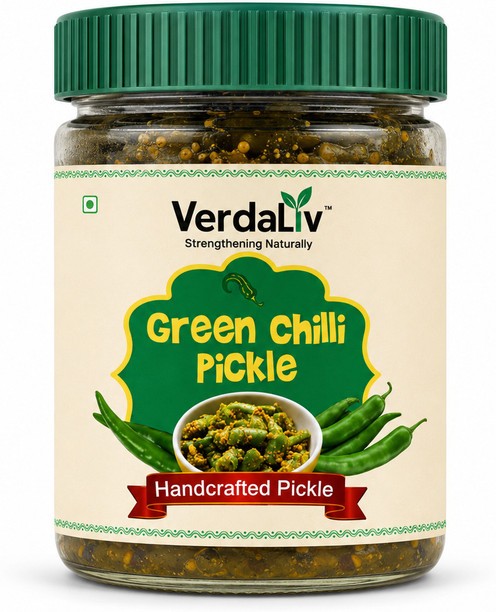 VerdaLiv™
Strengthening Naturally
Green Chilli
Pickle
Handcrafted Pickle